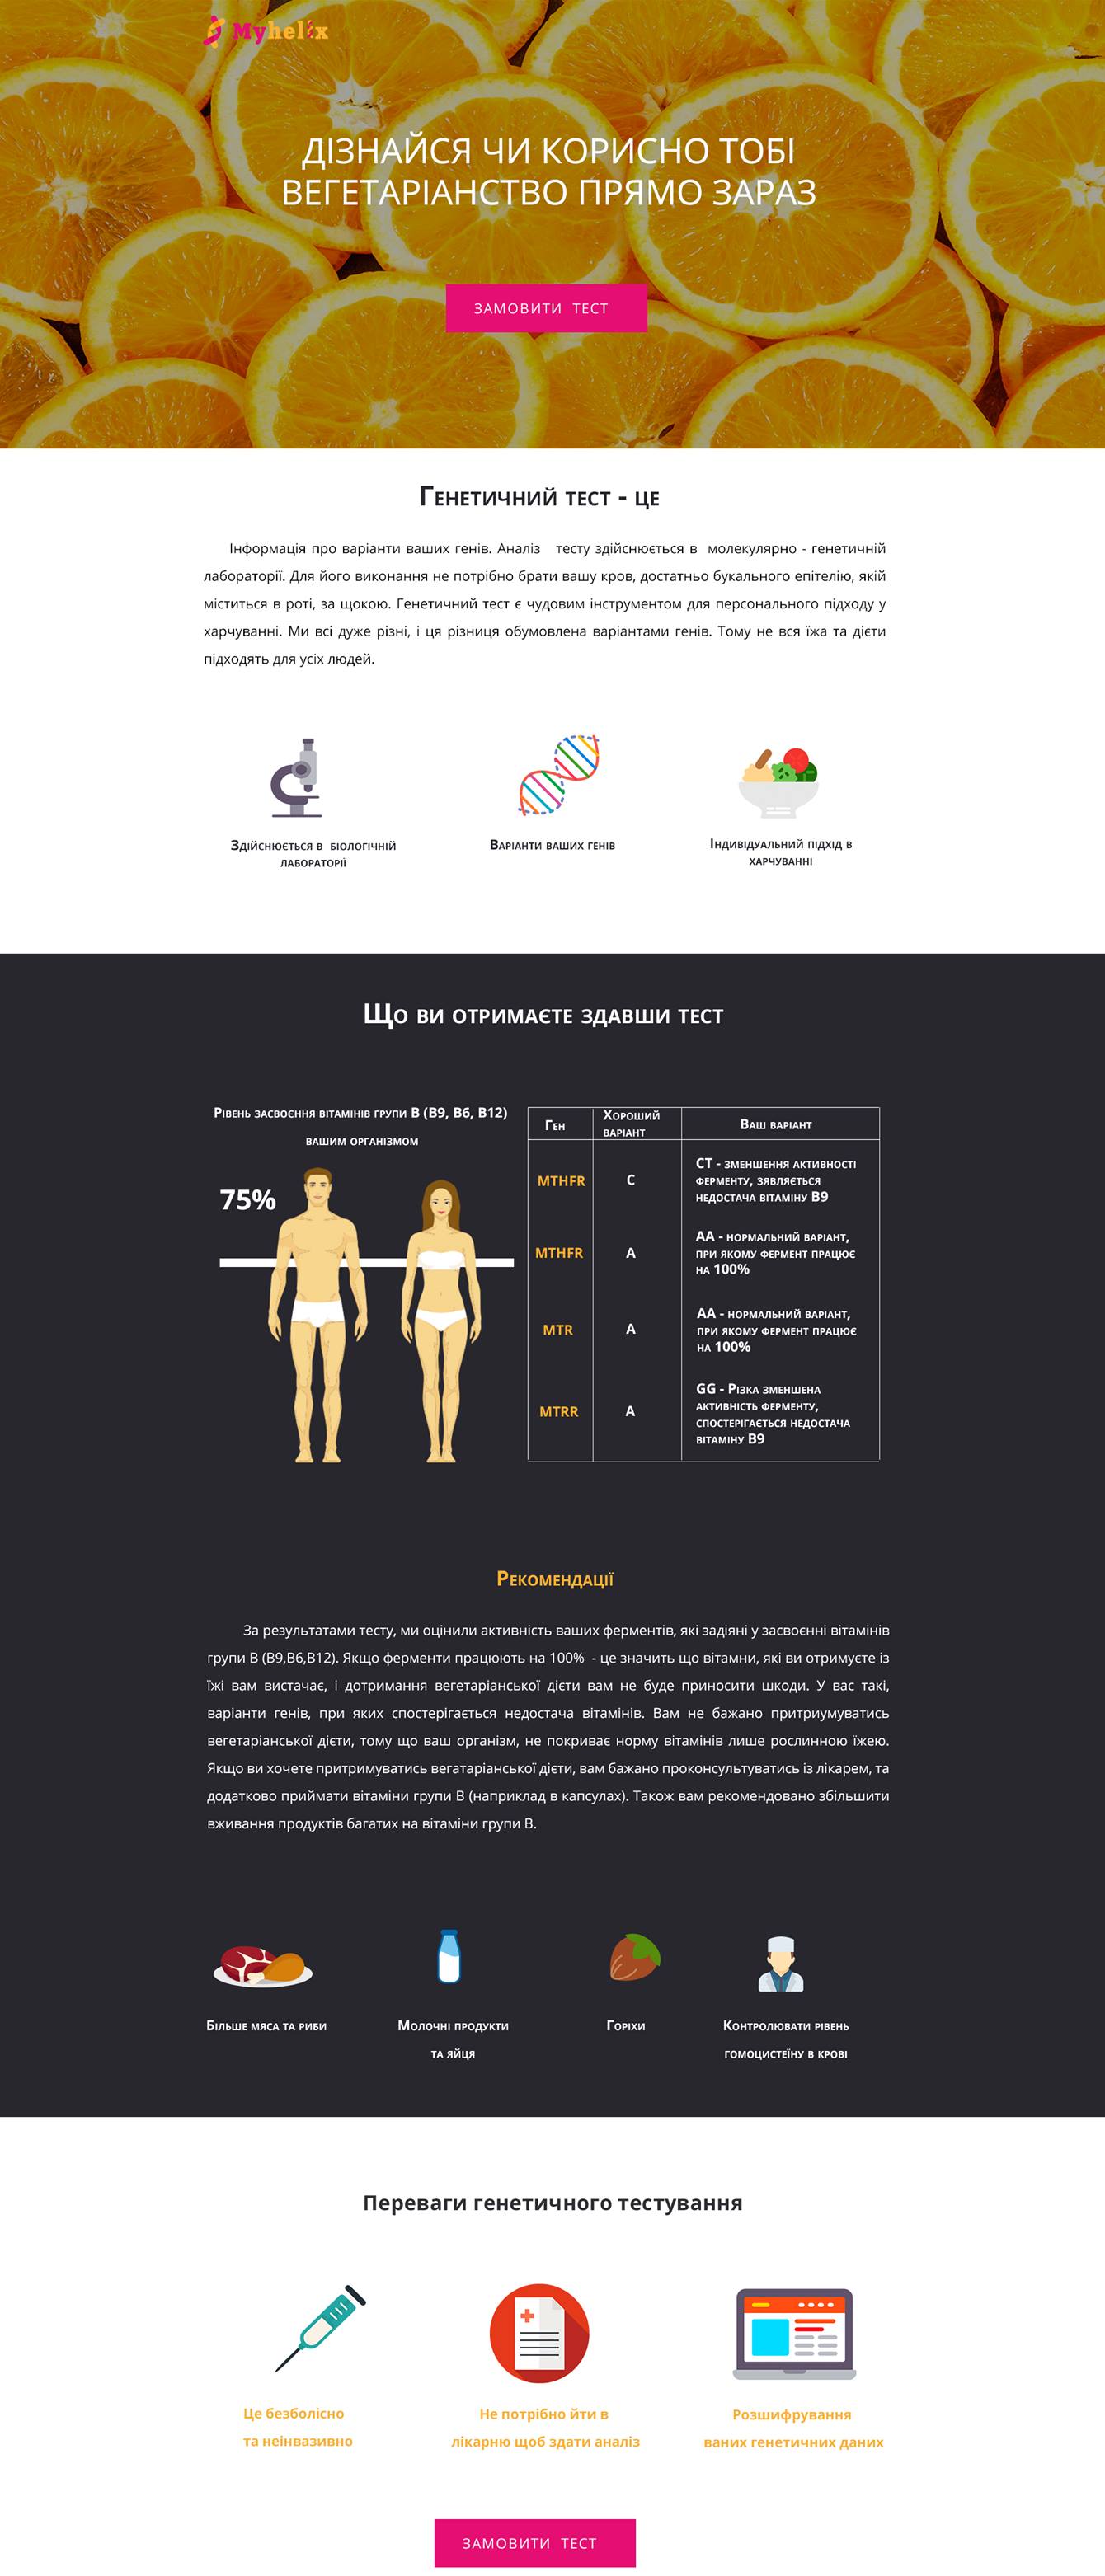 Myhelix
ДІЗНАЙСЯ ЧИ КОРИСНО ТОБІ
ВЕГЕТАРІАНСТВО ПРЯМО ЗАРАЗ
ЗАМОВИТИ ТЕСТ
Генетичний тест - це
Інформація про варіанти ваших генів. Аналіз тесту здійснюється в молекулярно - генетичній
лабораторії. Для його виконання не потрібно брати вашу кров, достатньо букального епітелію, якій
міститься в роті, за щокою. Генетичний тест є чудовим інструментом для персонального підходу у
харчуванні. Ми всі дуже різні, і ця різниця обумовлена варіантами генів. Тому не вся їжа та дієти
підходять для усіх людей.
Здійснюється в біологічній
лабораторії
Варіанти ваших генів
Індивидуальний підхід в
харчуванні
Що ви отримаєте здавши тест
Рівень засвоєння вітамінів групи В (В9, В6, В12)
вашим організмом
75%
Ген
Хороший
варіант
Ваш варіант
MTHFR
C
СТ - зменшення активності
ферменту, зявляється
недостача вітаміну В9
MTHFR
A
АА - нормальний варіант,
при якому фермент працює
на 100%
MTR
A
АА - нормальний варіант,
при якому фермент працює
на 100%
MTRR
A
GG - Різка зменшена
активність ферменту,
спостерігається недостача
вітаміну В9
Рекомендації
За результатами тесту, ми оцінили активність ваших ферментів, які задіяні у засвоєнні вітамінів
групи В (В9,В6,В12). Якщо ферменти працюють на 100% - це значить що вітамни, які ви отримуєте із
їжі вам вистачає, і дотримання вегетаріанської дієти вам не буде приносити шкоди. У вас такі,
варіанти генів, при яких спостерігається недостача вітамінів. Вам не бажано притриумуватись
вегетаріанської дієти, тому що ваш організм, не покриває норму вітамінів лише рослинною їжею.
Якщо ви хочете притримуватись вегатаріанської дієти, вам бажано проконсультуватись із лікарем, та
додатково приймати вітаміни групи В (наприклад в капсулах). Також вам рекомендовано збільшити
вживання продуктів багатих на вітаміни групи В.
Більше мяса та риби
Молочні продукти
та яйця
Горіхи
Контролювати рівень
гомоцистеїну в крові
Переваги генетичного тестування
Це безболісно
та неінвазивно
Не потрібно йти в
лікарню щоб здати аналіз
Розшифрування
ваних генетичних даних
ЗАМОВИТИ ТЕСТ